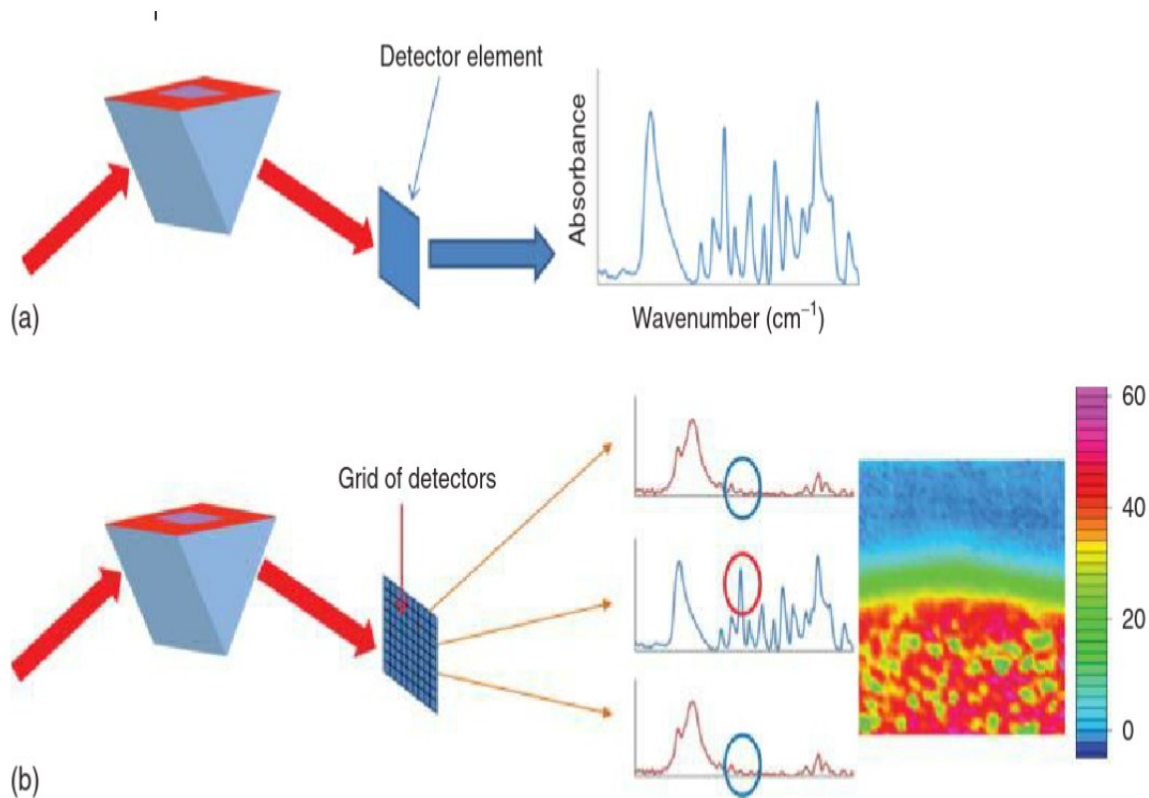 Detector element
Absorbance
Wavenumber (cm⁻¹)
(a)
Grid of detectors
60
40
20
0
(b)